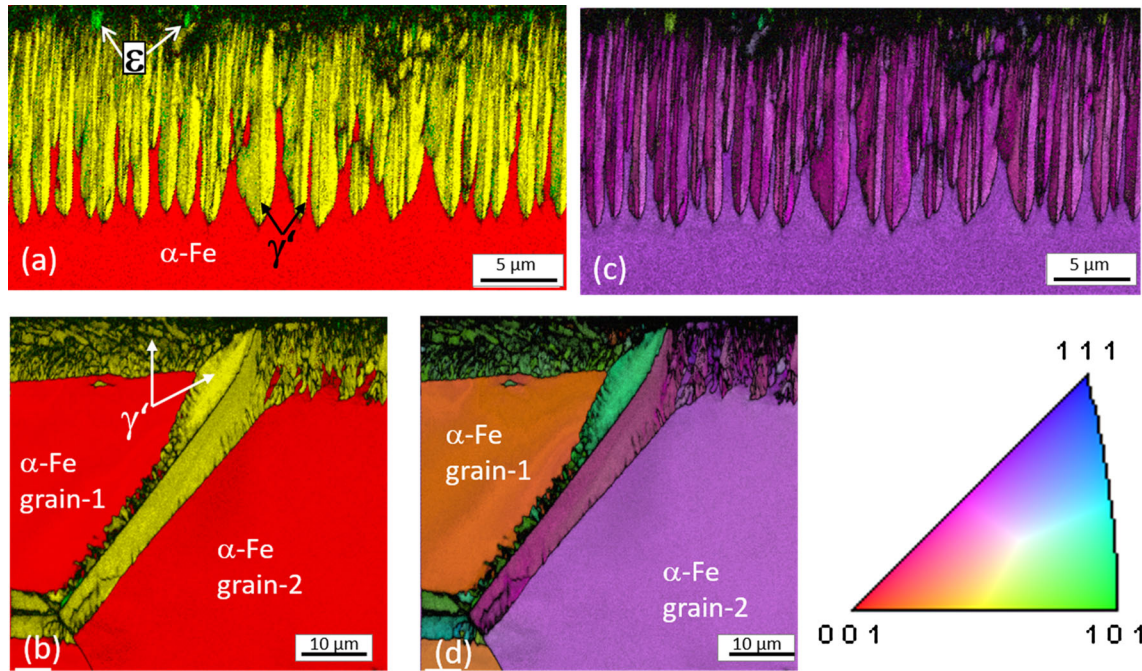 ε
γ'
α-Fe
(a)
5 µm
(c)
5 µm
γ'
α-Fe
grain-1
α-Fe
grain-2
(b)
10 µm
α-Fe
grain-1
α-Fe
grain-2
(d)
10 µm
1 1 1
0 0 1
1 0 1